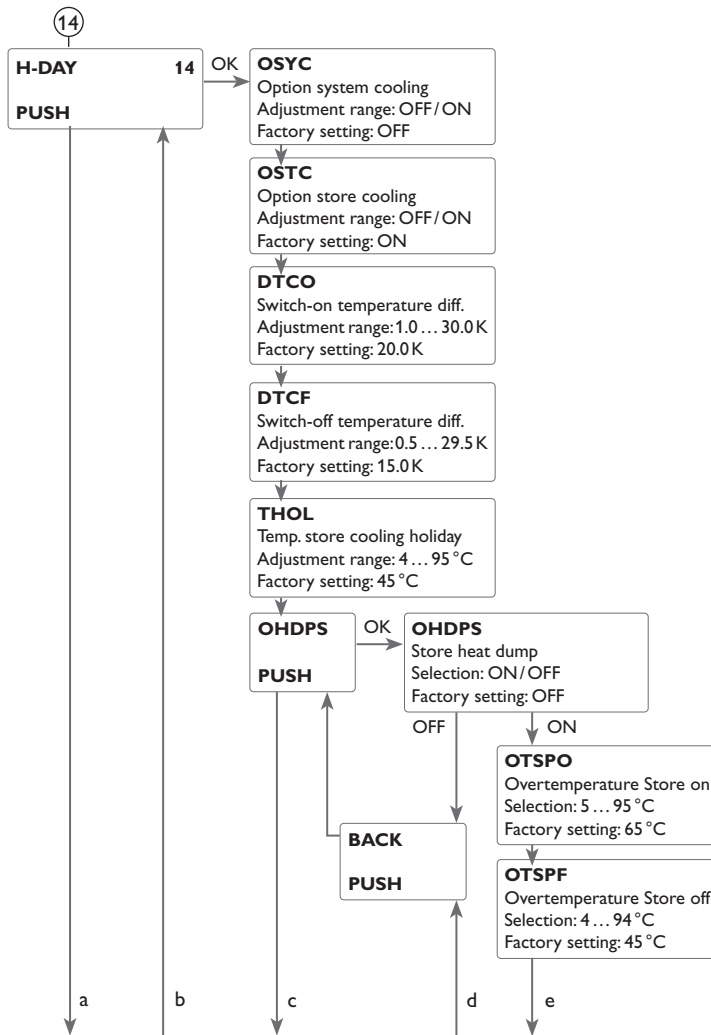 14
H-DAY 14
PUSH
OK
OSYC
Option system cooling
Adjustment range: OFF/ON
Factory setting: OFF
OSTC
Option store cooling
Adjustment range: OFF/ON
Factory setting: ON
DTCO
Switch-on temperature diff.
Adjustment range: 1.0 ... 30.0 K
Factory setting: 20.0 K
DTCF
Switch-off temperature diff.
Adjustment range: 0.5 ... 29.5 K
Factory setting: 15.0 K
THOL
Temp. store cooling holiday
Adjustment range: 4 ... 95 °C
Factory setting: 45 °C
OHDPS
PUSH
OK
OHDPS
Store heat dump
Selection: ON/OFF
Factory setting: OFF
OFF
ON
OTSPO
Overtemperature Store on
Selection: 5 ... 95 °C
Factory setting: 65 °C
BACK
PUSH
OTSPF
Overtemperature Store off
Selection: 4 ... 94 °C
Factory setting: 45 °C
a
b
c
d
e